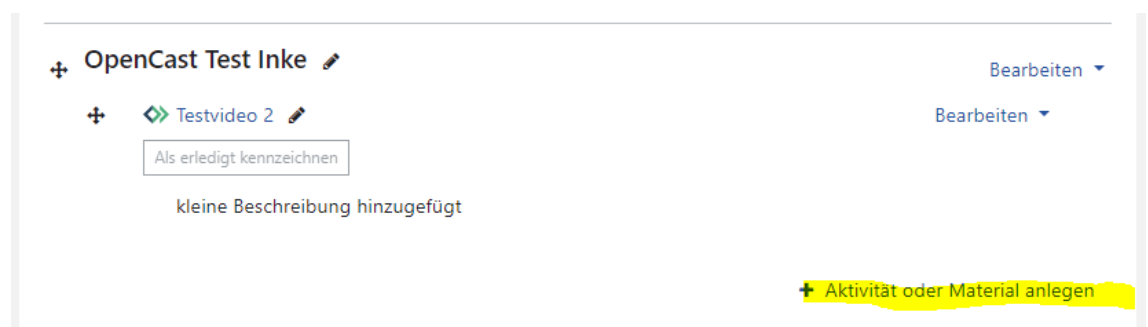 OpenCast Test Inke
Bearbeiten
Testvideo 2
Bearbeiten
Als erledigt kennzeichnen
kleine Beschreibung hinzugefügt
+ Aktivität oder Material anlegen